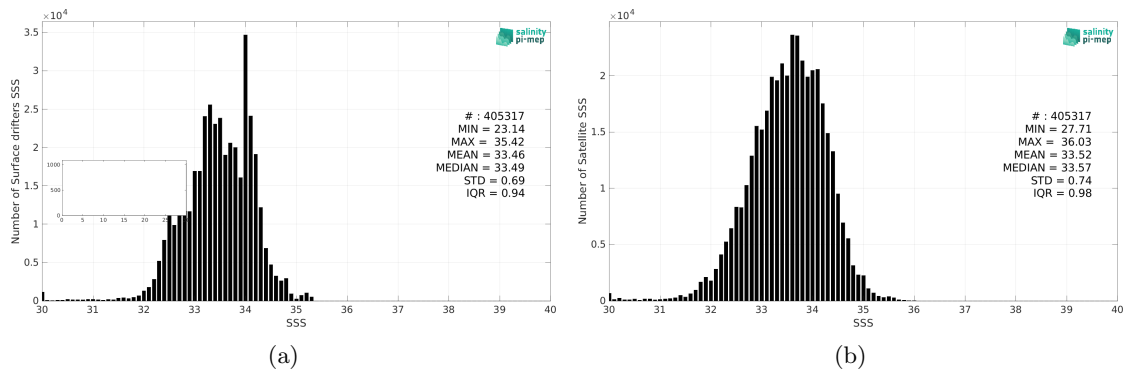 ×10⁴
3.5
3
2.5
2
1.5
1
0.5
0
30 31 32 33 34 35 36 37 38 39 40
SSS
Number of Surface drifters SSS
salinity
pi-mep
# : 405317
MIN = 23.14
MAX = 35.42
MEAN = 33.46
MEDIAN = 33.49
STD = 0.69
IQR = 0.94
1000
500
0
0 5 10 15 20 25
(a)
×10⁴
2
1.5
1
0.5
0
30 31 32 33 34 35 36 37 38 39 40
SSS
Number of Satellite SSS
salinity
pi-mep
# : 405317
MIN = 27.71
MAX = 36.03
MEAN = 33.52
MEDIAN = 33.57
STD = 0.74
IQR = 0.98
(b)